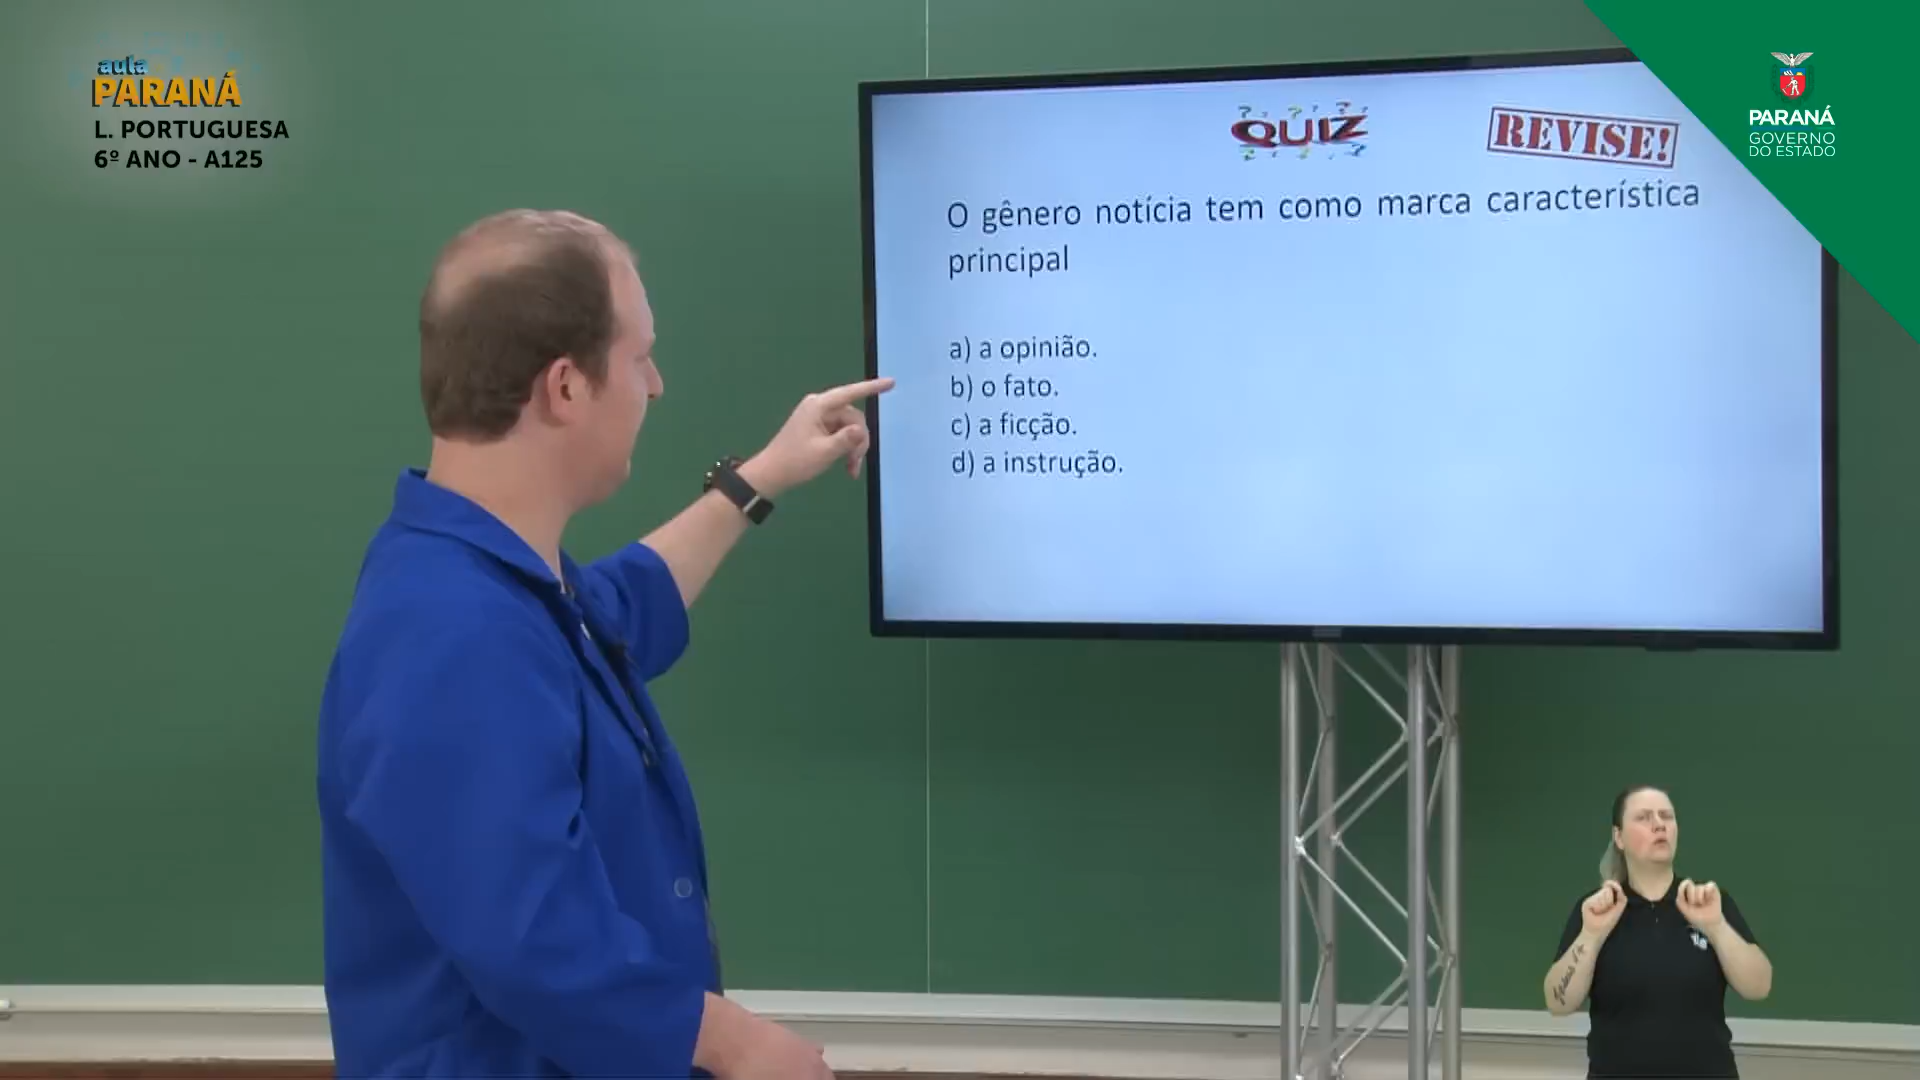 aula
PARANÁ
L. PORTUGUESA
6º ANO - A125
QUIZ
REVISE!
O gênero notícia tem como marca característica
principal
a) a opinião.
b) o fato.
c) a ficção.
d) a instrução.
PARANÁ
GOVERNO
DO ESTADO